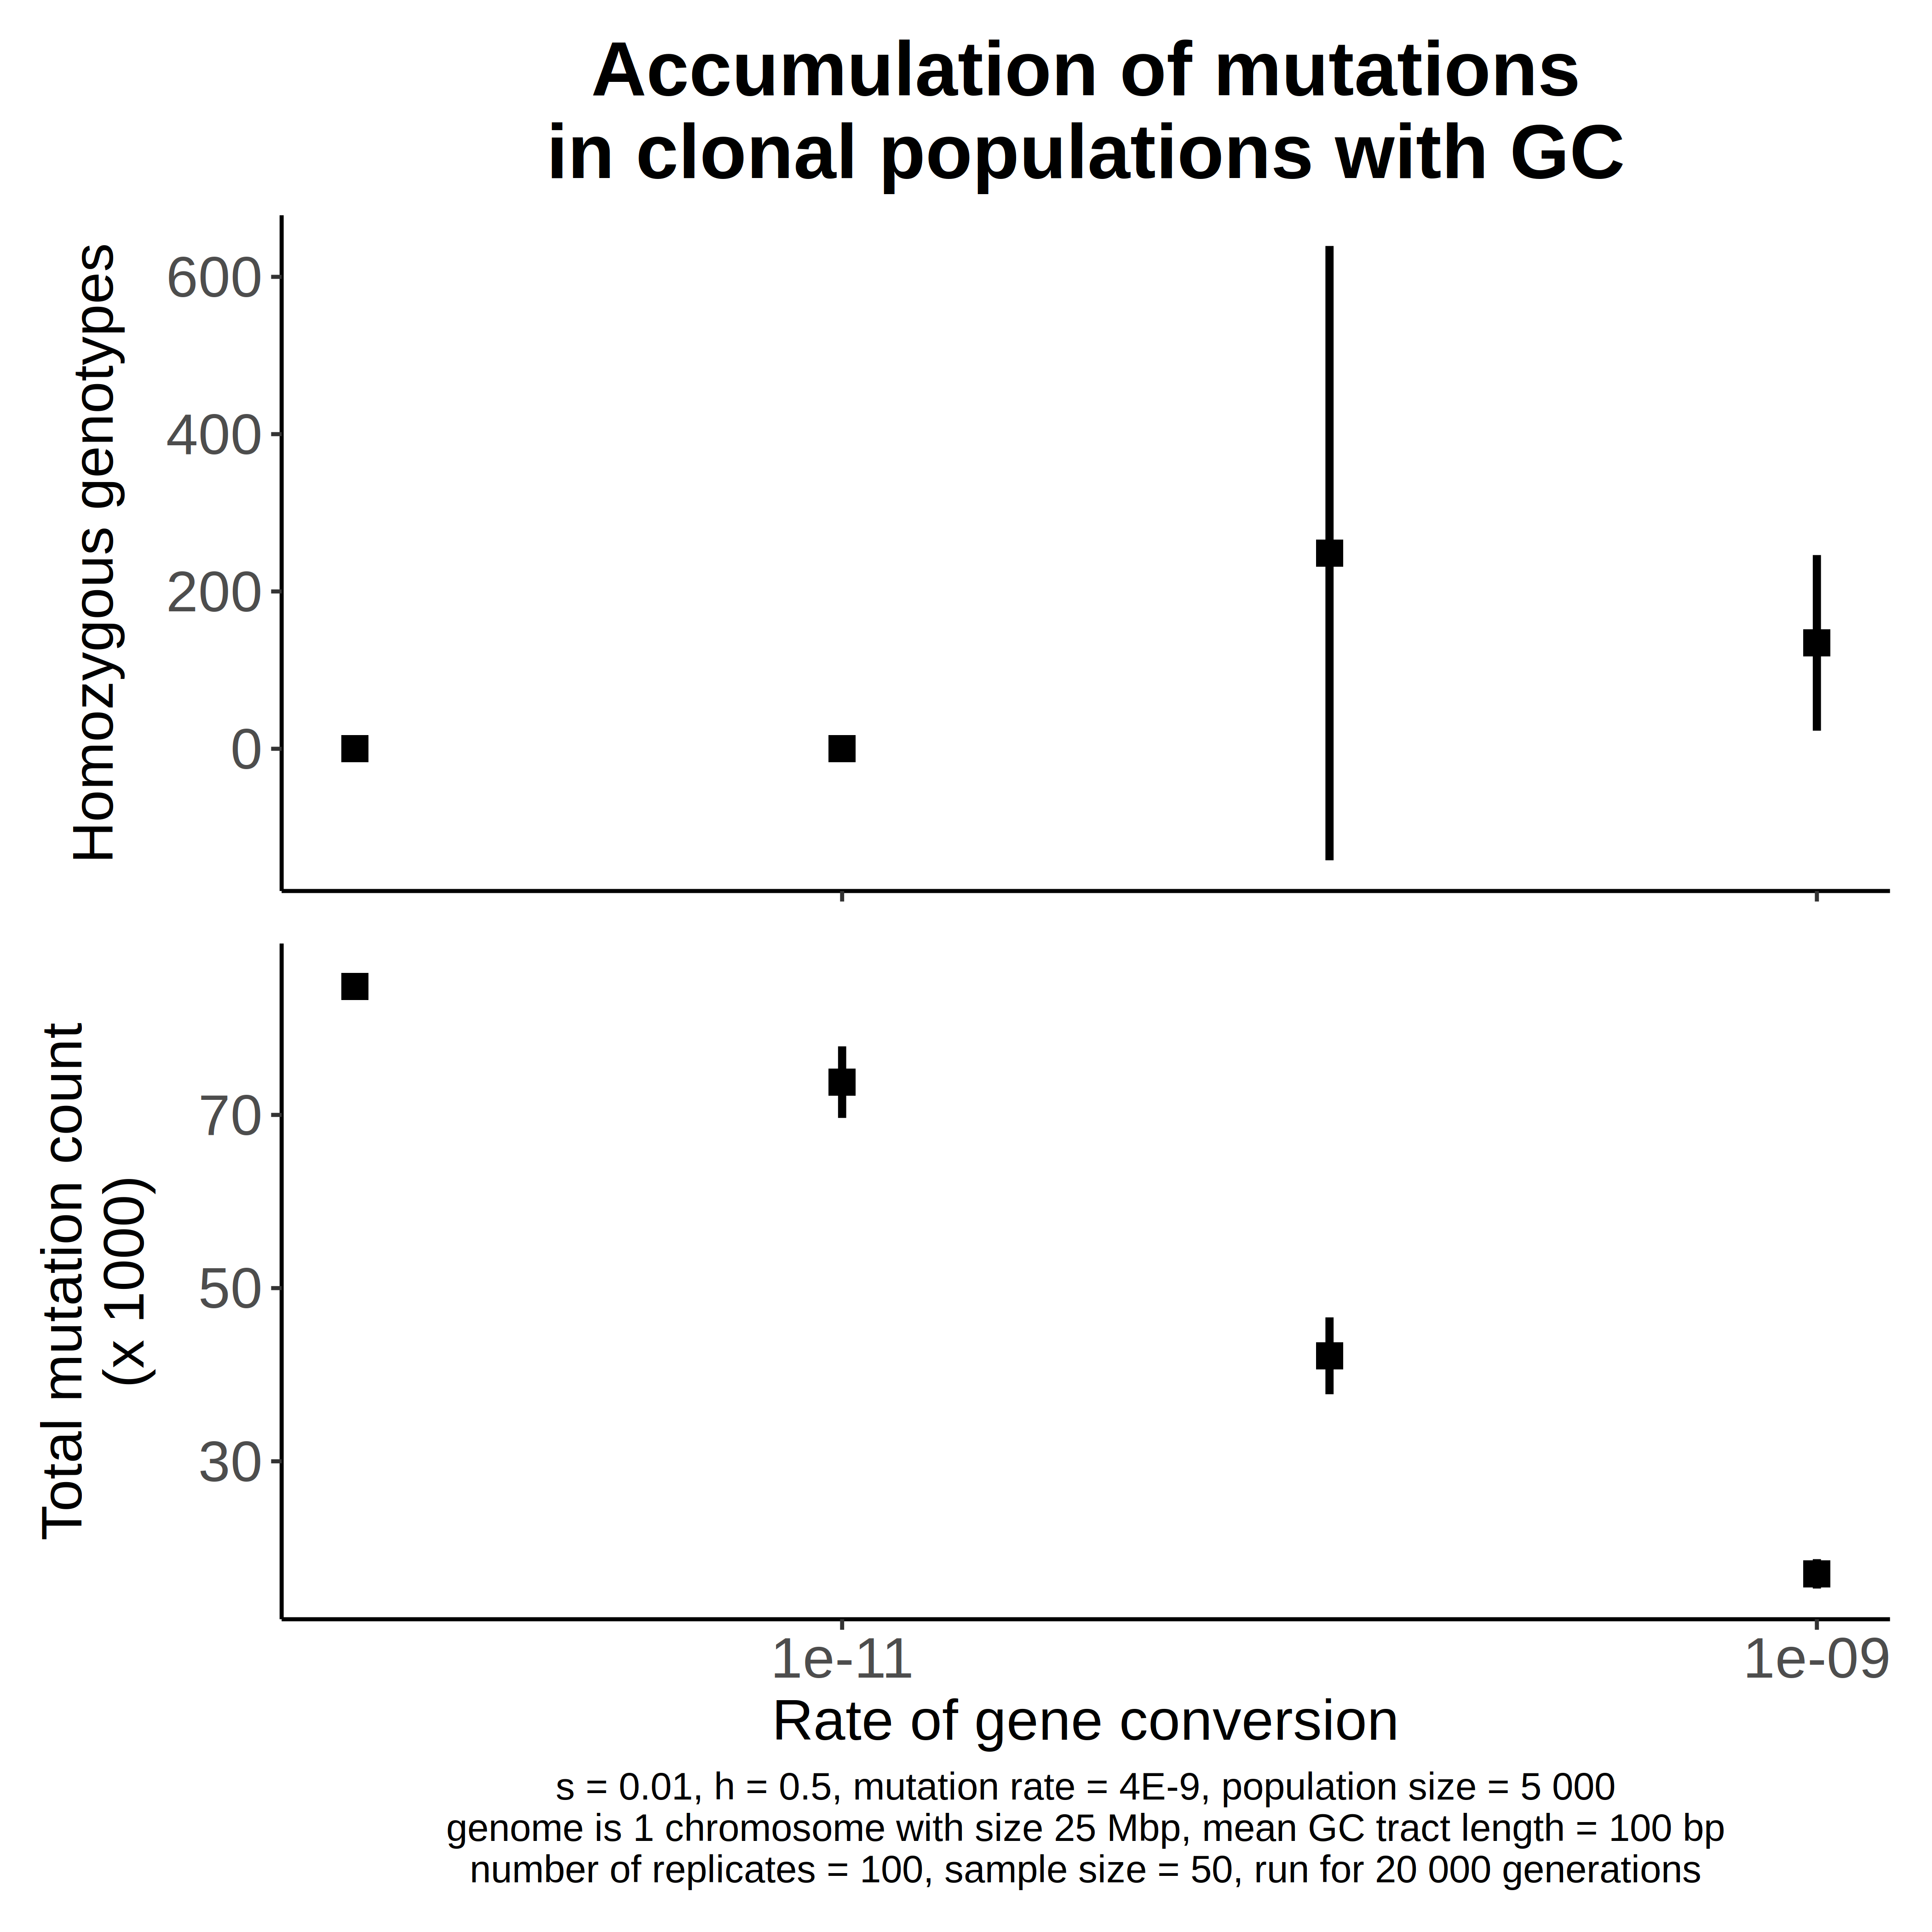 Accumulation of mutations
in clonal populations with GC
Homozygous genotypes
600
400
200
0
Total mutation count
(x 1000)
70
50
30
1e-11
1e-09
Rate of gene conversion
s = 0.01, h = 0.5, mutation rate = 4E-9, population size = 5 000
genome is 1 chromosome with size 25 Mbp, mean GC tract length = 100 bp
number of replicates = 100, sample size = 50, run for 20 000 generations